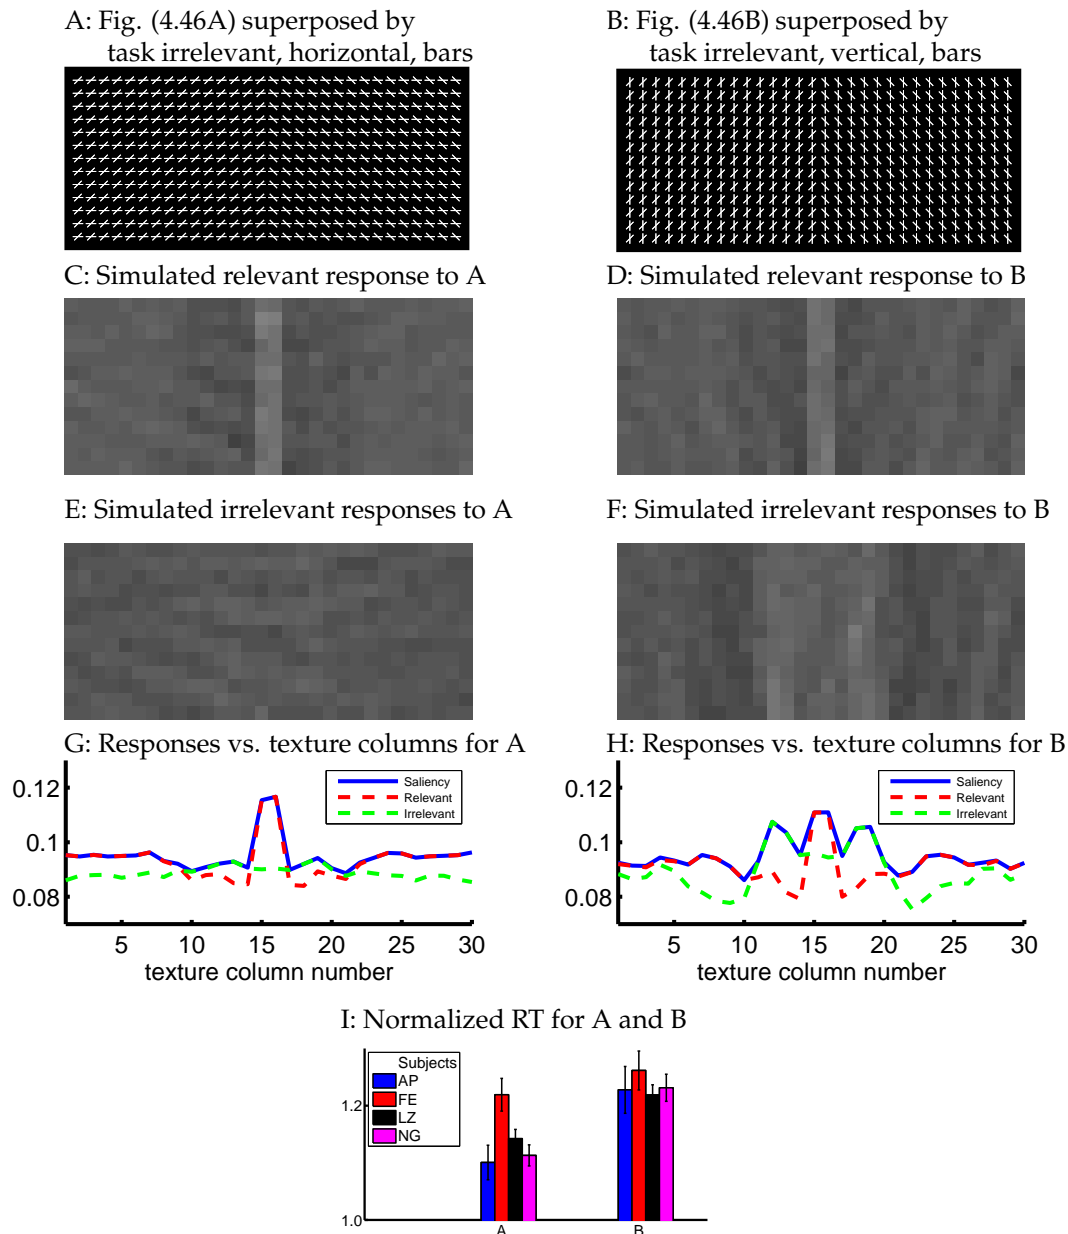 A: Fig. (4.46A) superposed by
task irrelevant, horizontal, bars
B: Fig. (4.46B) superposed by
task irrelevant, vertical, bars
C: Simulated relevant response to A
D: Simulated relevant response to B
E: Simulated irrelevant responses to A
F: Simulated irrelevant responses to B
G: Responses vs. texture columns for A
0.12
0.1
0.08
Saliency
Relevant
Irrelevant
5 10 15 20 25 30
texture column number
H: Responses vs. texture columns for B
0.12
0.1
0.08
Saliency
Relevant
Irrelevant
5 10 15 20 25 30
texture column number
I: Normalized RT for A and B
Subjects
AP
FE
LZ
NG
1.2
1.0
A B